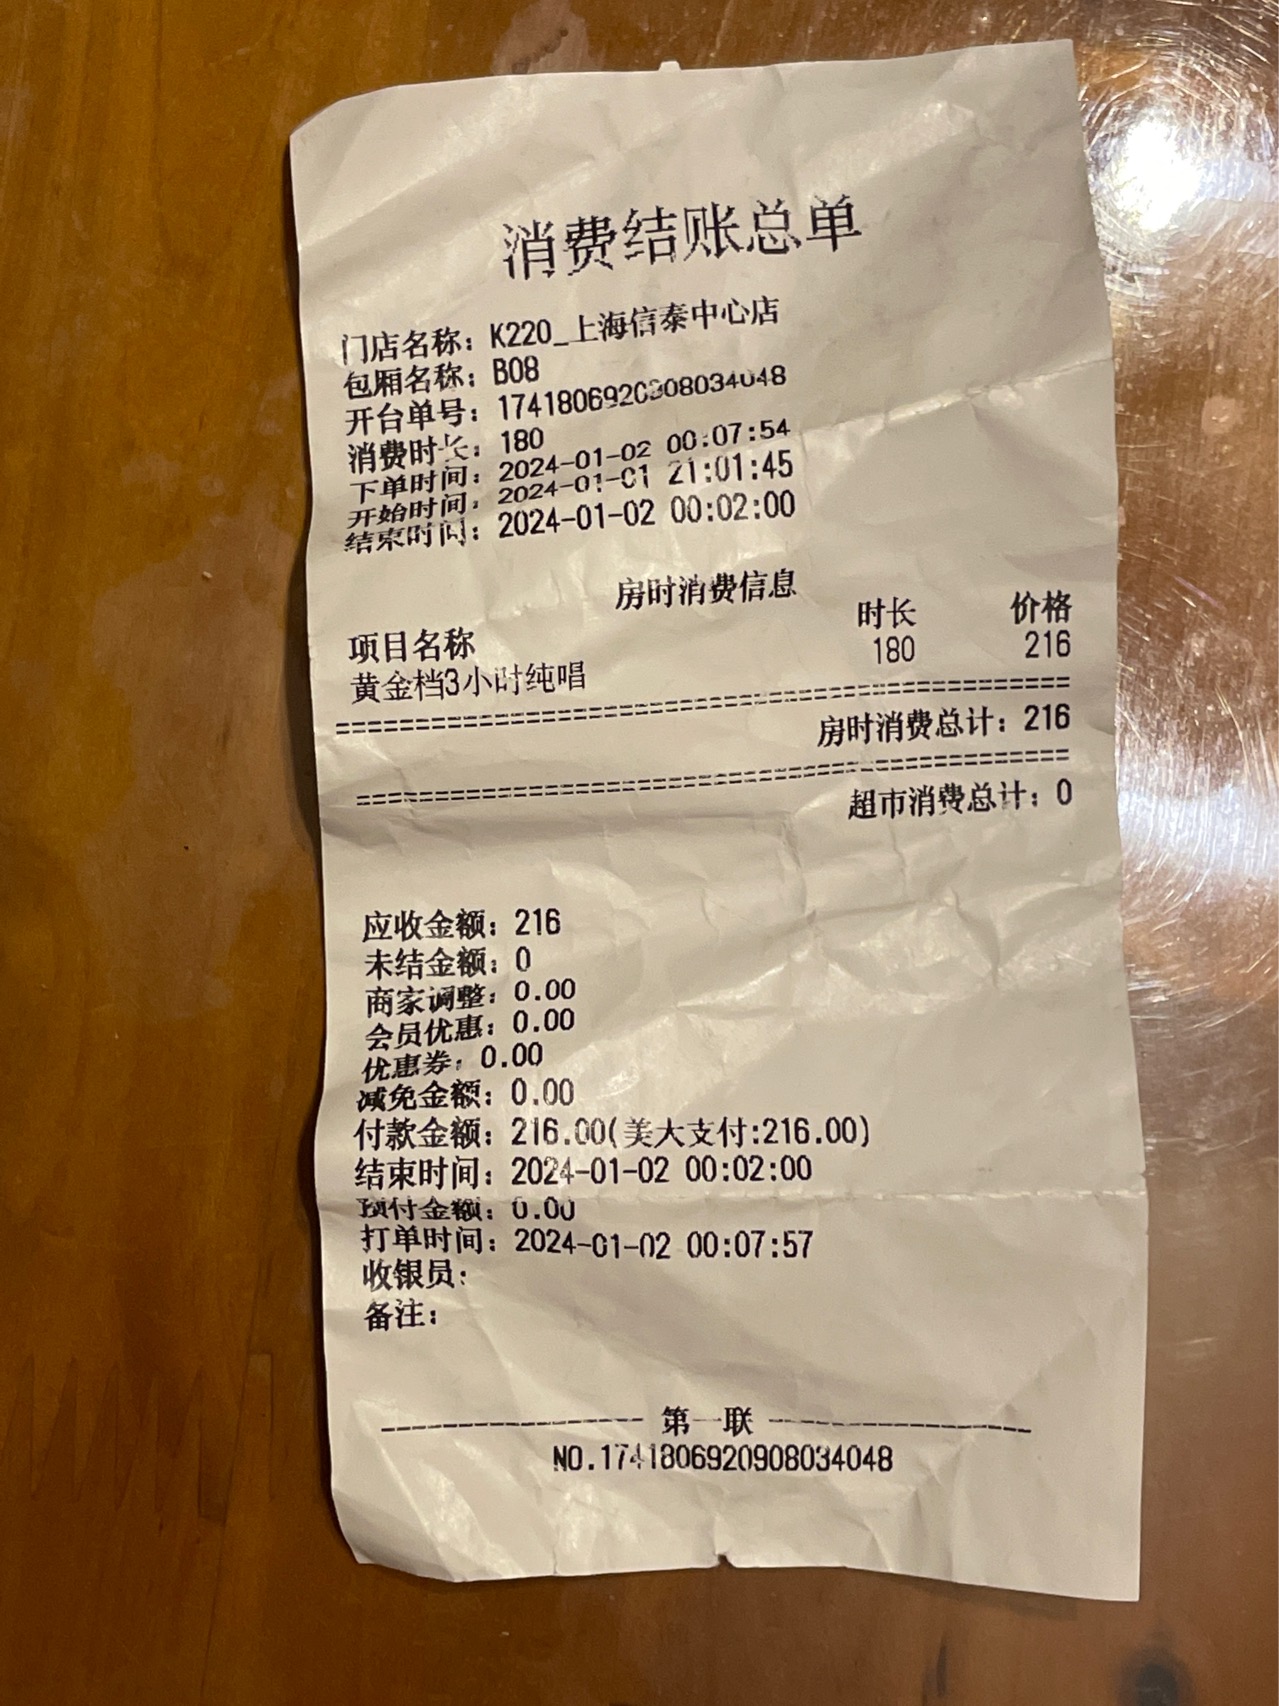 消费结账总单
门店名称：K220_上海信泰中心店
包厢名称：B08
开台单号：1741806920908034048
消费时长：180
下单时间：2024-01-02 00:07:54
开始时间：2024-01-01 21:01:45
结束时间：2024-01-02 00:02:00
房时消费信息
项目名称 时长 价格
黄金档3小时纯唱 180 216
========================================
房时消费总计：216
========================================
超市消费总计：0
应收金额：216
未结金额：0
商家调整：0.00
会员优惠：0.00
优惠券：0.00
减免金额：0.00
付款金额：216.00(美大支付:216.00)
结束时间：2024-01-02 00:02:00
预付金额：0.00
打单时间：2024-01-02 00:07:57
收银员：
备注：
---------------- 第一联 ----------------
NO.1741806920908034048